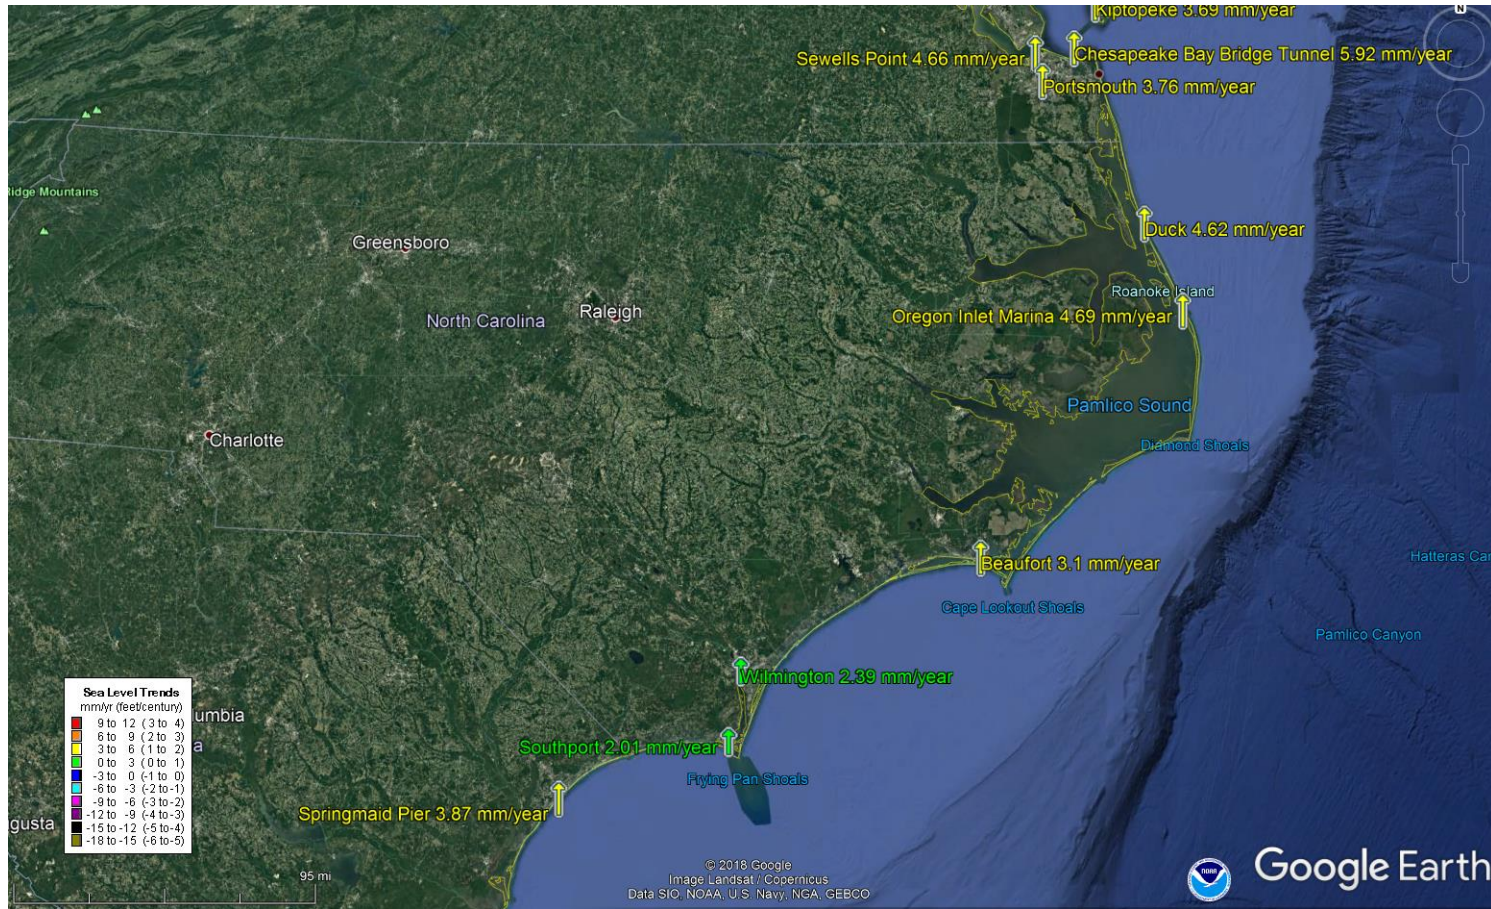 Kiptopeke 3.69 mm/year
N
Sewells Point 4.66 mm/year
Chesapeake Bay Bridge Tunnel 5.92 mm/year
Portsmouth 3.76 mm/year
Ridge Mountains
Duck 4.62 mm/year
Greensboro
Roanoke Island
Raleigh
North Carolina
Oregon Inlet Marina 4.69 mm/year
Pamlico Sound
Charlotte
Diamond Shoals
Hatteras Can
Beaufort 3.1 mm/year
Cape Lookout Shoals
Pamlico Canyon
Wilmington 2.39 mm/year
Sea Level Trends
mm/yr (feet/century)
9 to 12 (3 to 4)
6 to 9 (2 to 3)
3 to 6 (1 to 2)
0 to 3 (0 to 1)
-3 to 0 (-1 to 0)
-6 to -3 (-2 to -1)
-9 to -6 (-3 to -2)
-12 to -9 (-4 to -3)
-15 to -12 (-5 to -4)
-18 to -15 (-6 to -5)
lumbia
a
Southport 2.01 mm/year
Frying Pan Shoals
Springmaid Pier 3.87 mm/year
gusta
95 mi
© 2018 Google
Image Landsat / Copernicus
Data SIO, NOAA, U.S. Navy, NGA, GEBCO
NOAA
Google Earth